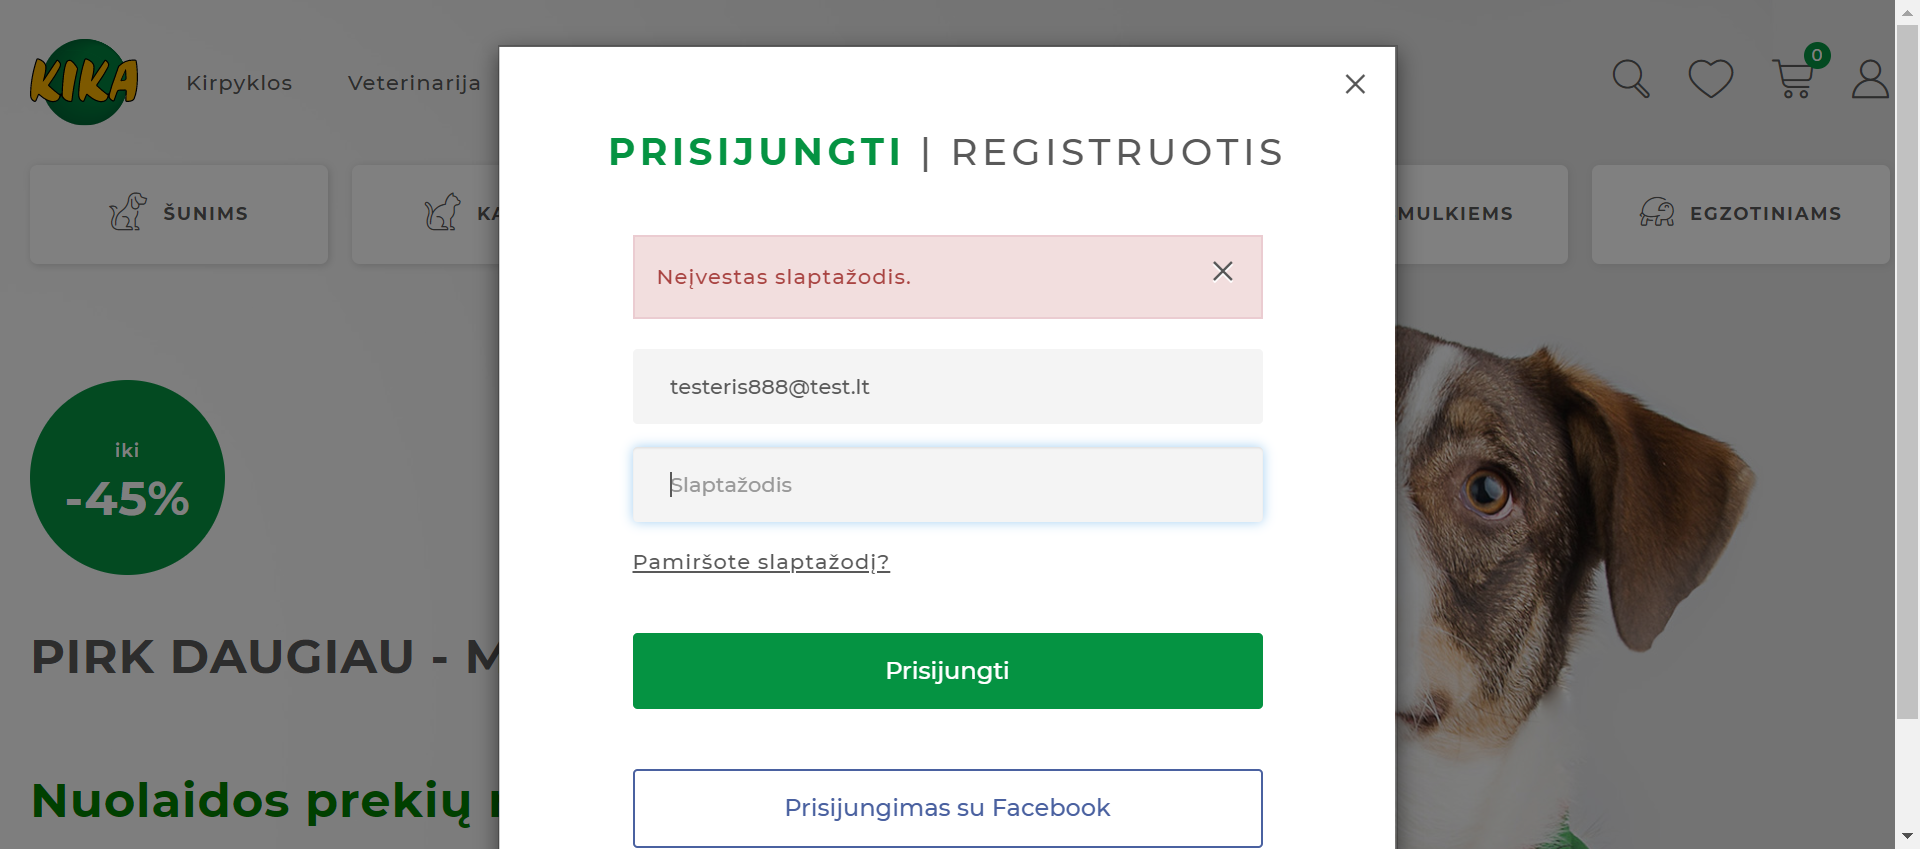 KIKA
Kirpyklos
Veterinarija
0
PRISIJUNGTI | REGISTRUOTIS
ŠUNIMS
KA
MULKIEMS
EGZOTINIAMS
Neįvestas slaptažodis.
testeris888@test.lt
Slaptažodis
Pamiršote slaptažodį?
iki
-45%
Prisijungti
PIRK DAUGIAU - M
Nuolaidos prekių
Prisijungimas su Facebook